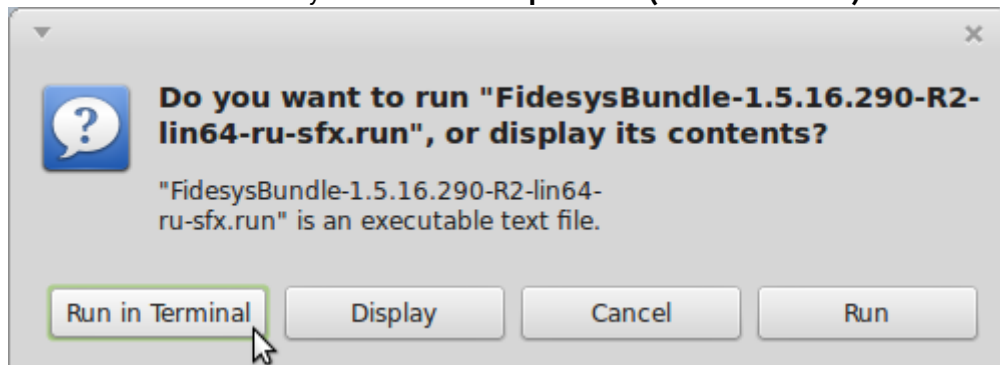 Do you want to run "FidesysBundle-1.5.16.290-R2-
lin64-ru-sfx.run", or display its contents?
"FidesysBundle-1.5.16.290-R2-lin64-
ru-sfx.run" is an executable text file.
Run in Terminal
Display
Cancel
Run